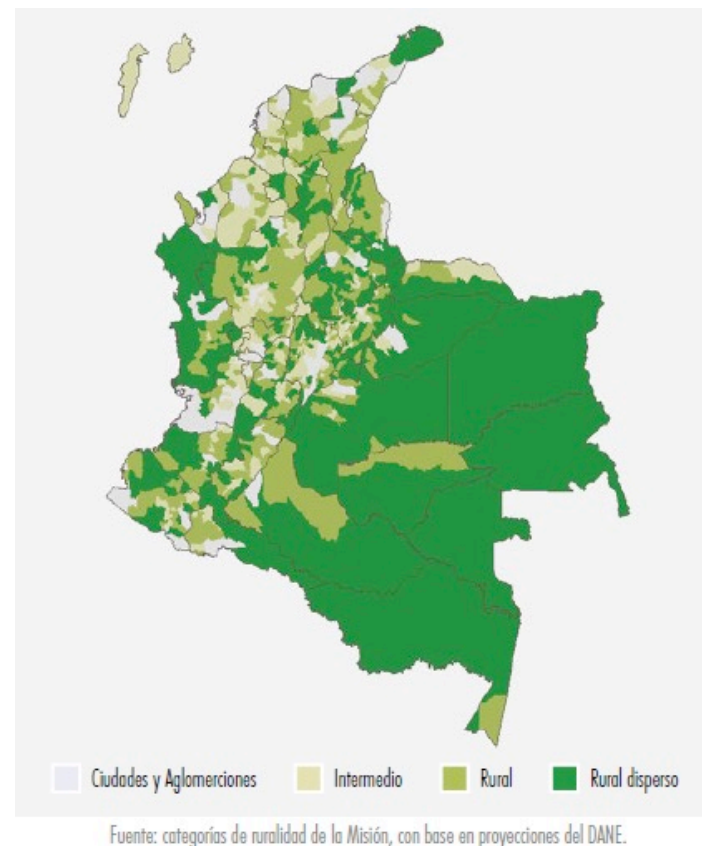 Ciudades y Aglomerciones Intermedio Rural Rural disperso
Fuente: categorías de ruralidad de la Misión, con base en proyecciones del DANE.